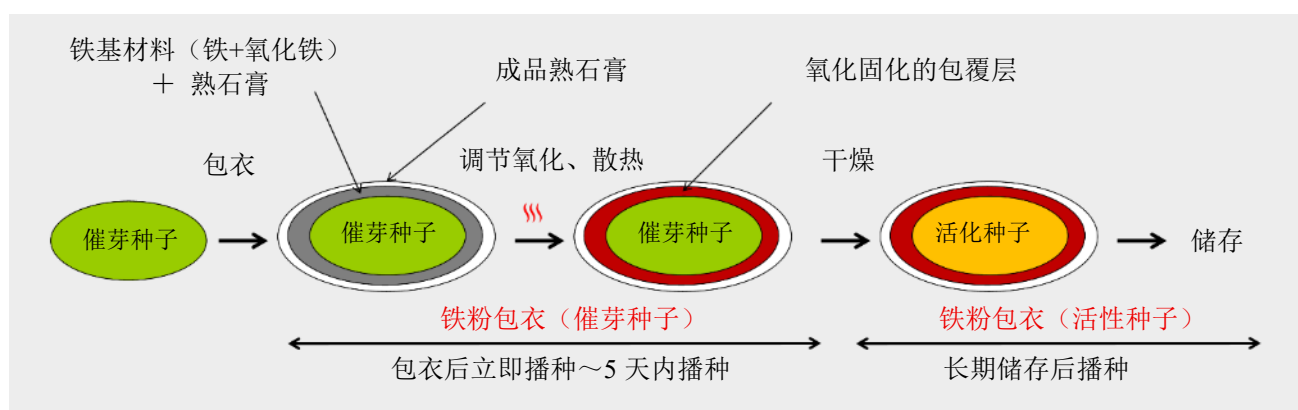 铁基材料（铁+氧化铁）
＋ 熟石膏
成品熟石膏
氧化固化的包覆层
包衣
调节氧化、散热
干燥
催芽种子
催芽种子
催芽种子
活化种子
储存
铁粉包衣（催芽种子）
铁粉包衣（活性种子）
包衣后立即播种～5 天内播种
长期储存后播种